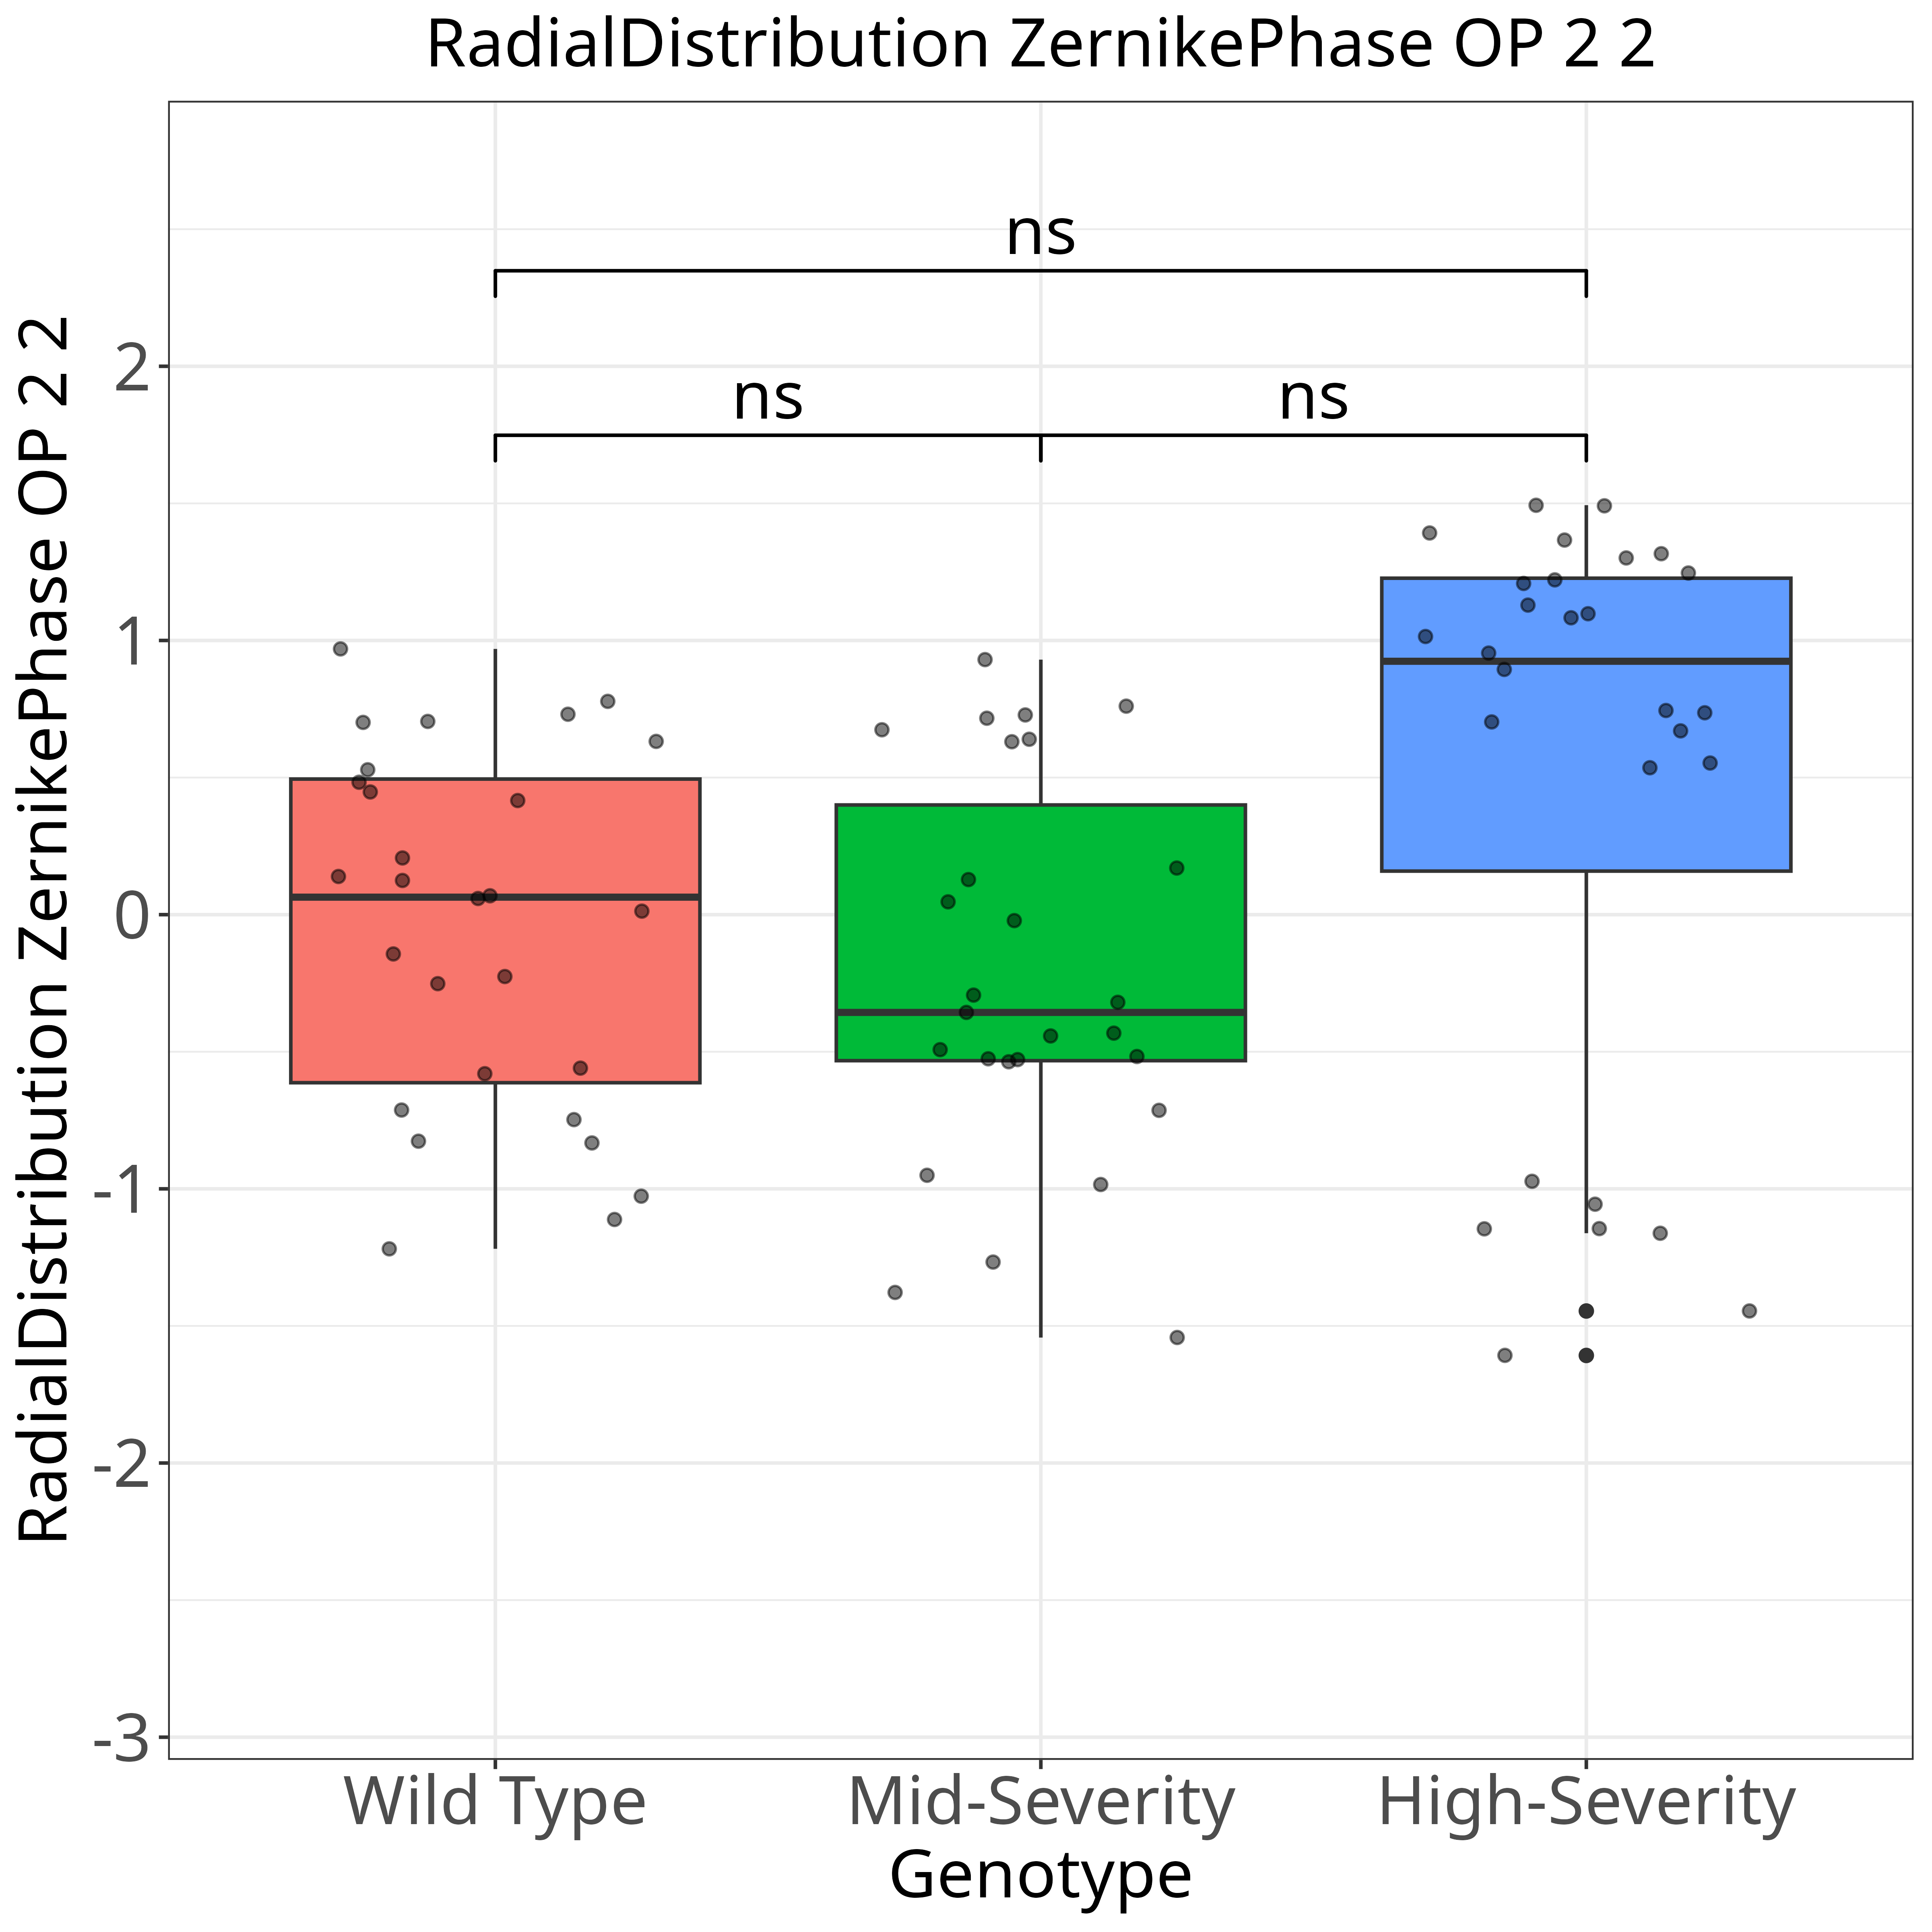 RadialDistribution ZernikePhase OP 2 2
RadialDistribution ZernikePhase OP 2 2
ns
ns
ns
2
1
0
-1
-2
-3
Wild Type
Mid-Severity
High-Severity
Genotype